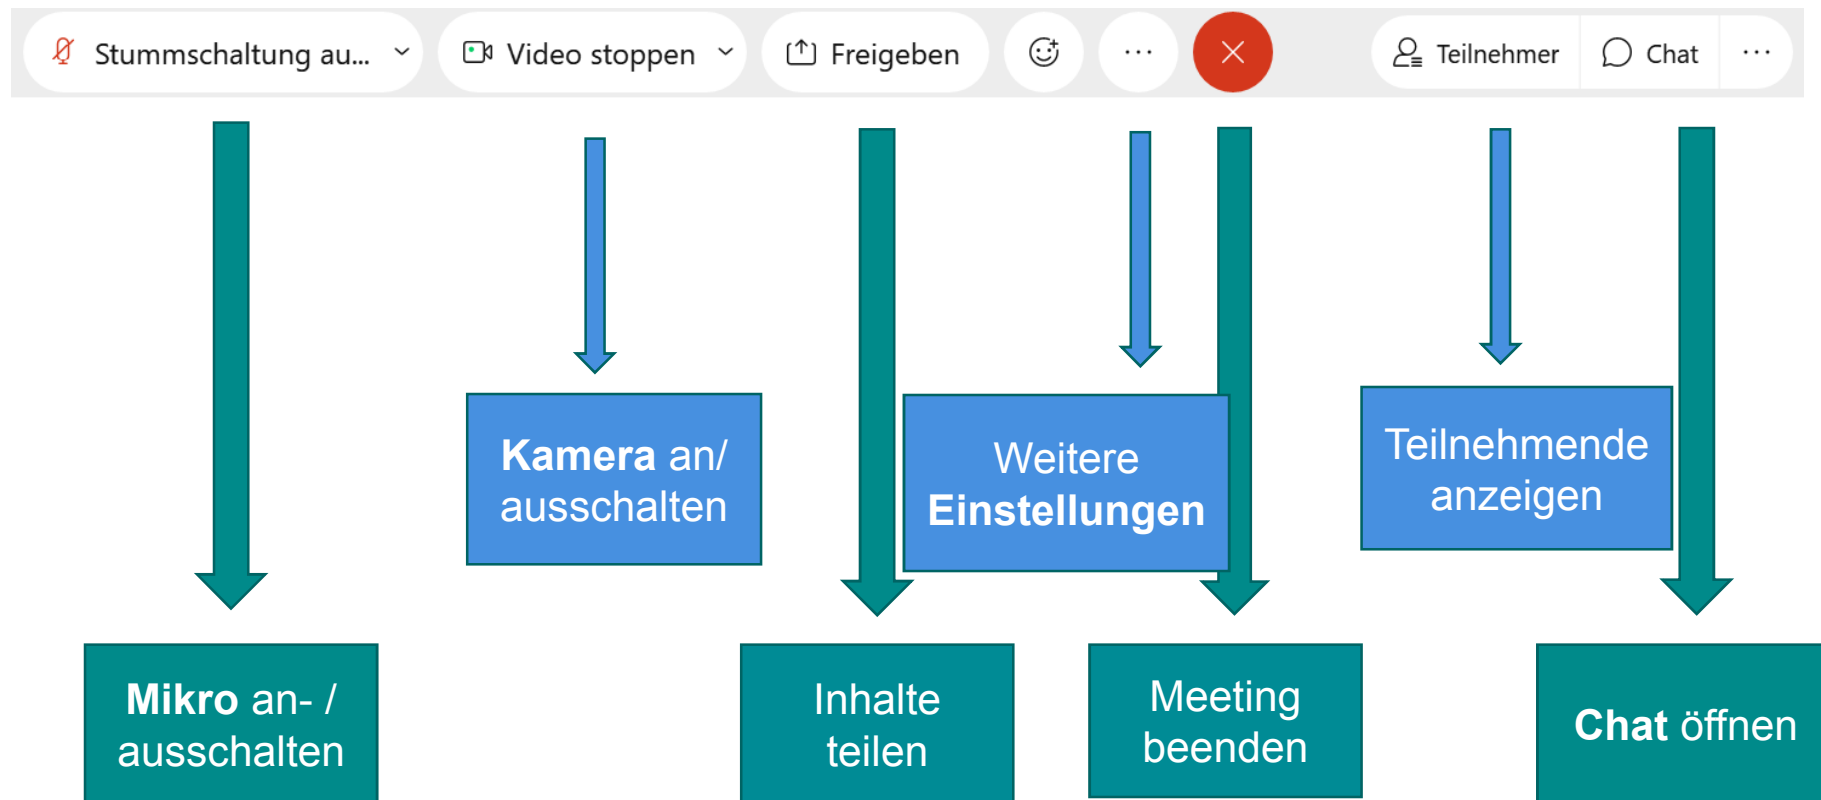 Stummschaltung au...
Video stoppen
Freigeben
Teilnehmer
Chat
Kamera an/
ausschalten
Weitere
Einstellungen
Teilnehmende
anzeigen
Mikro an- /
ausschalten
Inhalte
teilen
Meeting
beenden
Chat öffnen